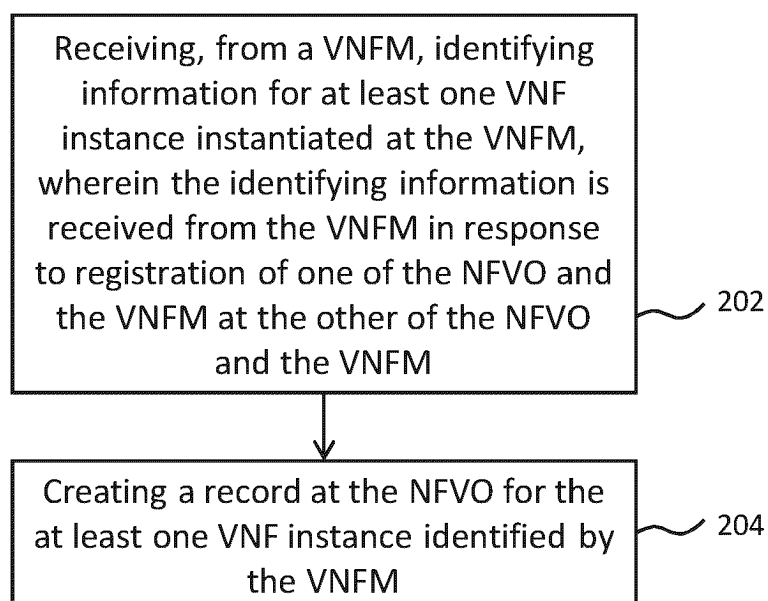 Receiving, from a VNFM, identifying
information for at least one VNF
instance instantiated at the VNFM,
wherein the identifying information is
received from the VNFM in response
to registration of one of the NFVO and
the VNFM at the other of the NFVO
and the VNFM
202
Creating a record at the NFVO for the
at least one VNF instance identified by
the VNFM
204